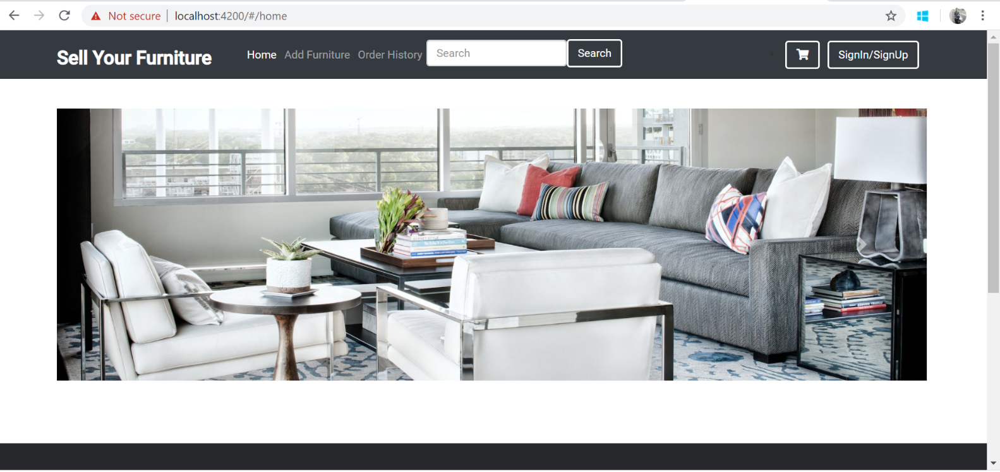 Not secure | localhost:4200/#/home
Sell Your Furniture Home Add Furniture Order History Search Search SignIn/SignUp